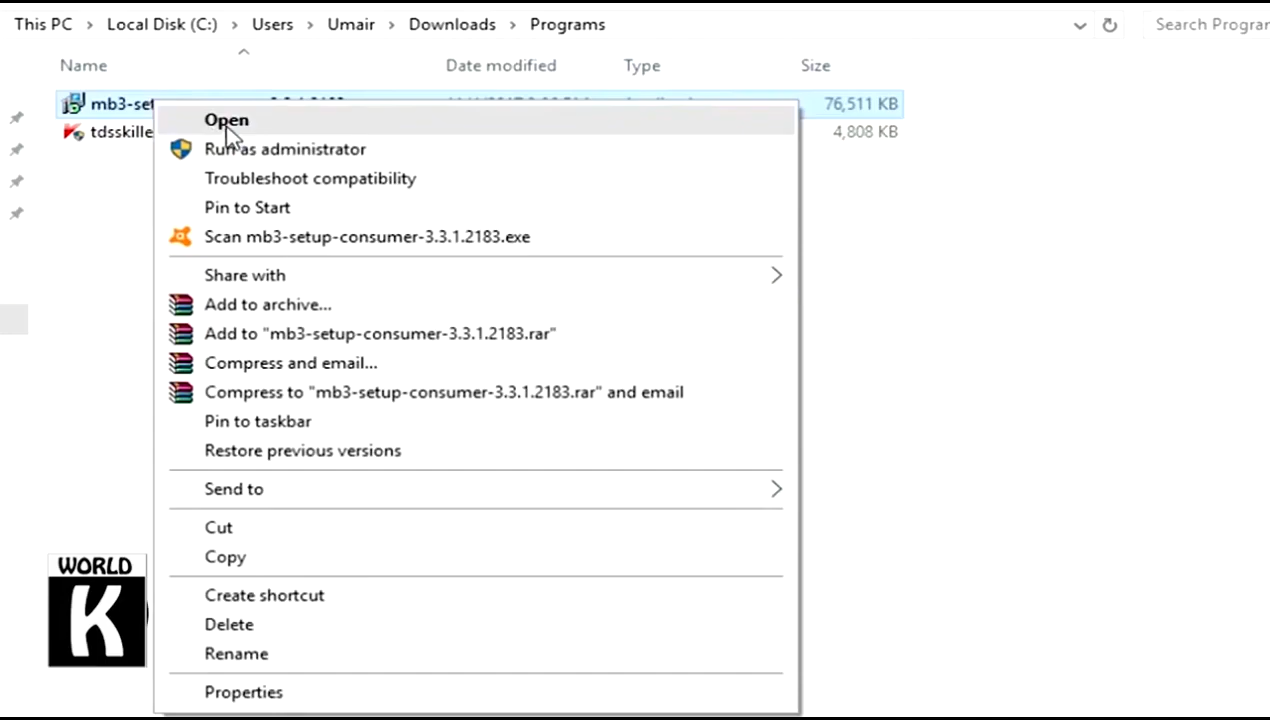 This PC > Local Disk (C:) > Users > Umair > Downloads > Programs
Search
Name Date modified Type Size
mb3-se 76,511 KB
tdsskille 4,808 KB
Open
Run as administrator
Troubleshoot compatibility
Pin to Start
Scan mb3-setup-consumer-3.3.1.2183.exe
Share with
Add to archive...
Add to "mb3-setup-consumer-3.3.1.2183.rar"
Compress and email...
Compress to "mb3-setup-consumer-3.3.1.2183.rar" and email
Pin to taskbar
Restore previous versions
Send to
Cut
Copy
Create shortcut
Delete
Rename
Properties
WORLD
K